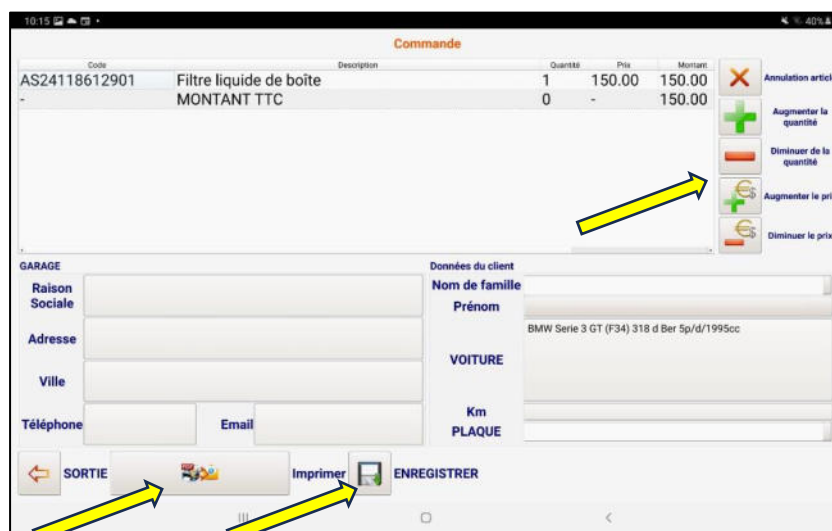 10:15
40%
Commande
Code Description Quantité Prix Montant
AS24118612901 Filtre liquide de boîte 1 150.00 150.00
- MONTANT TTC 0 - 150.00
Annulation articl
Augmenter la
quantité
Diminuer de la
quantité
Augmenter le pri
Diminuer le prix
GARAGE
Raison
Sociale
Adresse
Ville
Téléphone
Email
Données du client
Nom de famille
Prénom
BMW Serie 3 GT (F34) 318 d Ber 5p/d/1995cc
VOITURE
Km
PLAQUE
SORTIE
Imprimer
ENREGISTRER